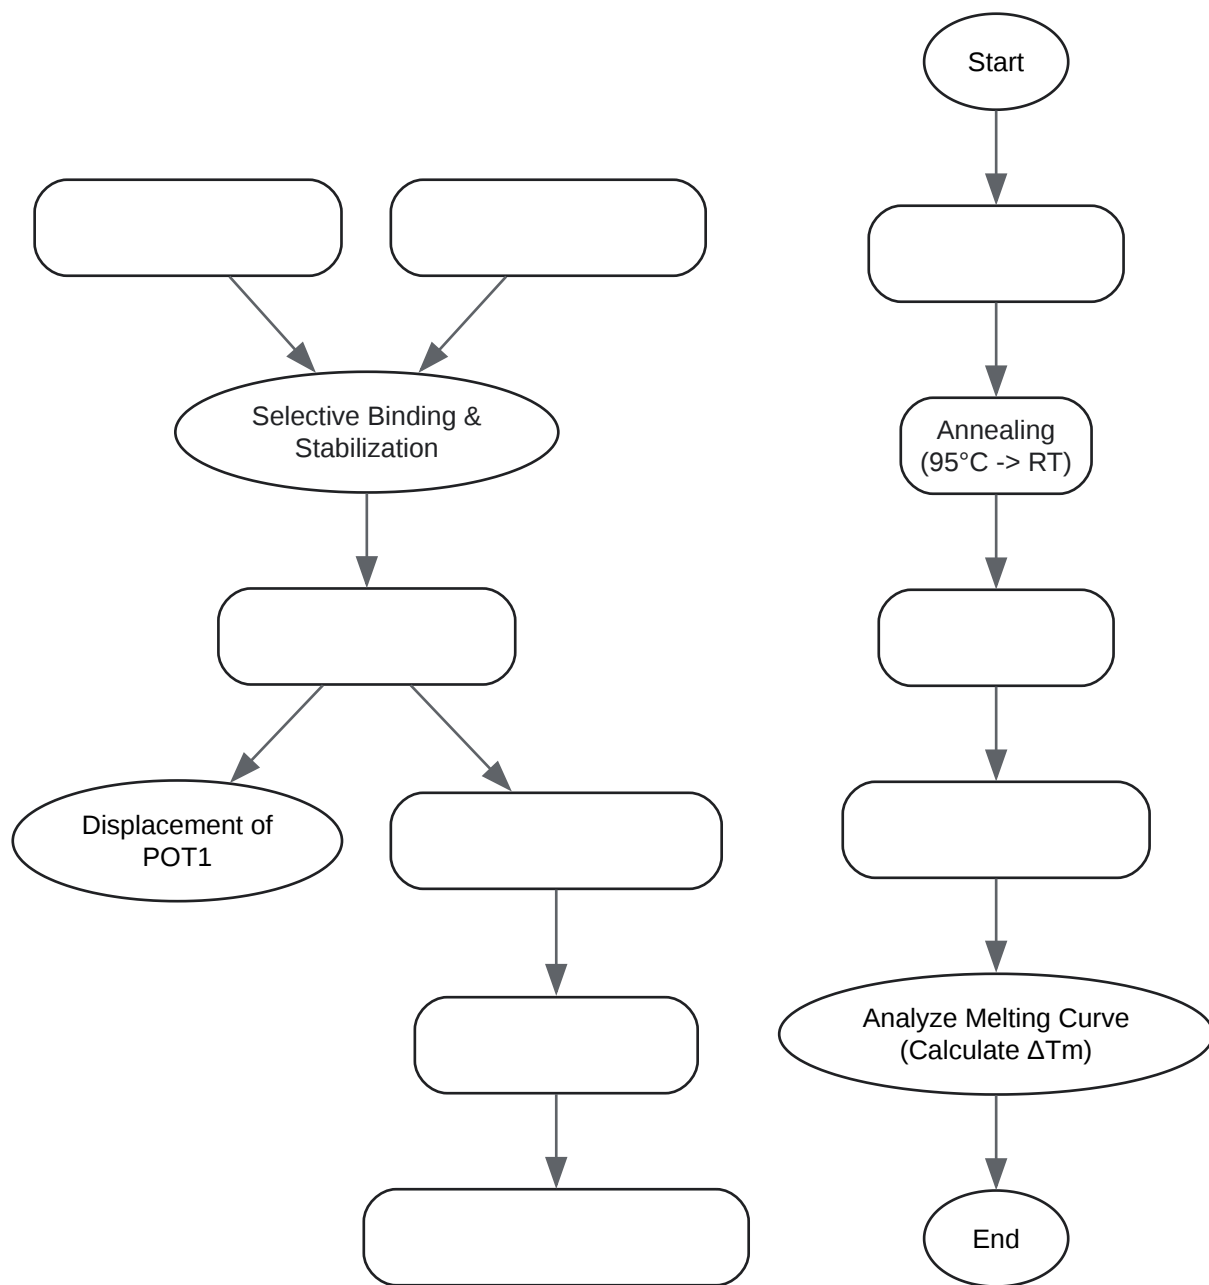 Start
Selective Binding &
Stabilization
Displacement of
POT1
Annealing
(95°C -> RT)
Analyze Melting Curve
(Calculate ΔTm)
End